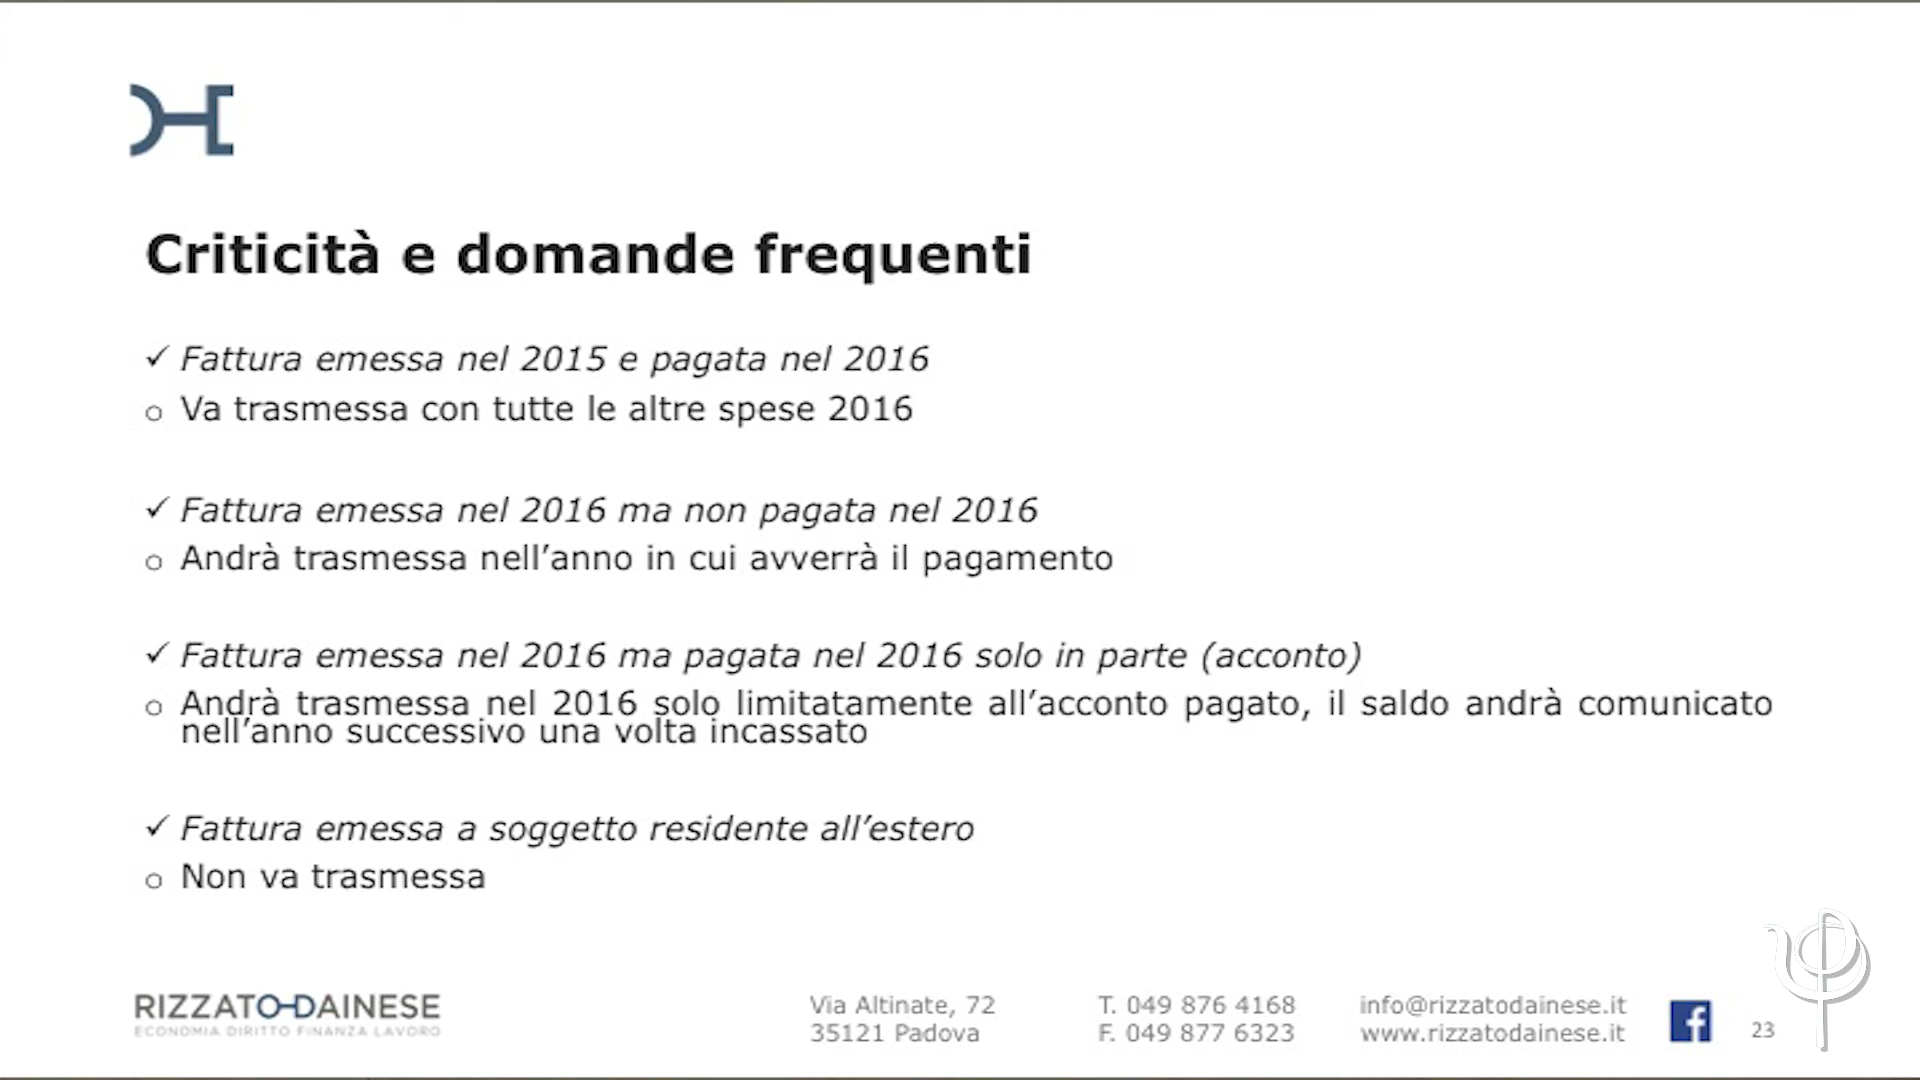 Criticità e domande frequenti
✓ Fattura emessa nel 2015 e pagata nel 2016
o Va trasmessa con tutte le altre spese 2016
✓ Fattura emessa nel 2016 ma non pagata nel 2016
o Andrà trasmessa nell’anno in cui avverrà il pagamento
✓ Fattura emessa nel 2016 ma pagata nel 2016 solo in parte (acconto)
o Andrà trasmessa nel 2016 solo limitatamente all’acconto pagato, il saldo andrà comunicato
nell’anno successivo una volta incassato
✓ Fattura emessa a soggetto residente all’estero
o Non va trasmessa
RIZZATO DAINESE
ECONOMIA DIRITTO FINANZA LAVORO
Via Altinate, 72
35121 Padova
T. 049 876 4168
F. 049 877 6323
info@rizzatodainese.it
www.rizzatodainese.it
23